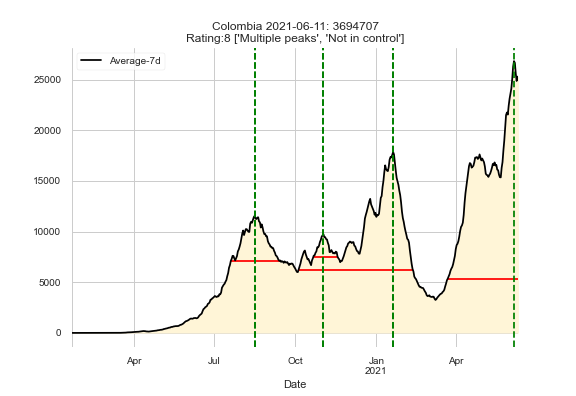 Colombia 2021-06-11: 3694707
Rating:8 ['Multiple peaks', 'Not in control']
Average-7d
25000
20000
15000
10000
5000
0
Apr
Jul
Oct
Jan
2021
Apr
Date